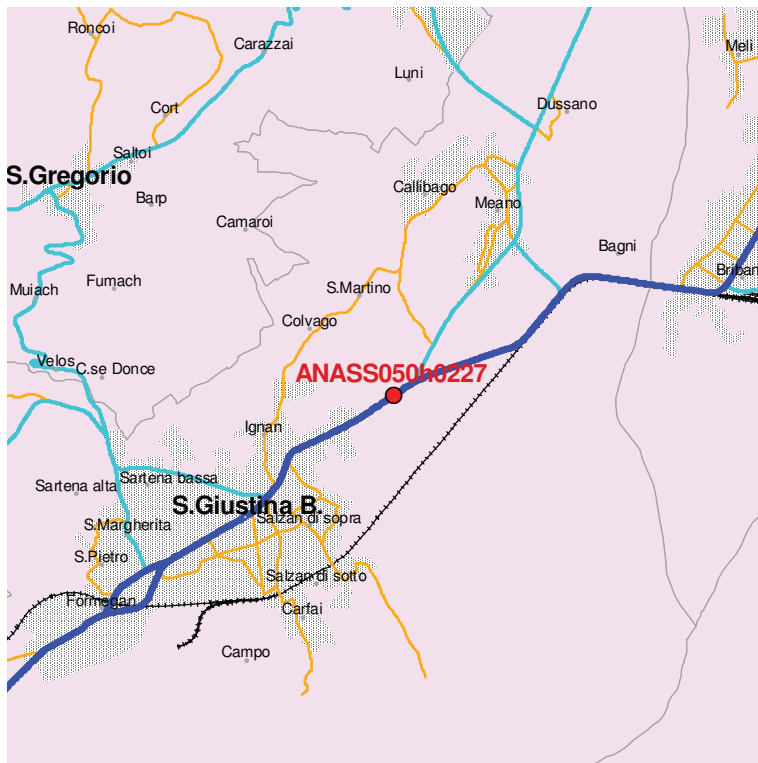 Roncoi
Carazzai
Meli
Luni
Cort
Dussano
Saltoi
S.Gregorio
Callibago
Barp
Meano
Camaroi
Bagni
Briban
Fumach
Muiach
S.Martino
Colvago
Velos
C.se Donce
ANASS050h0227
Ignan
Sartena bassa
Sartena alta
S.Giustina B.
Salzan di sopra
S.Margherita
S.Pietro
Salzan di sotto
Formegan
Carfai
Campo